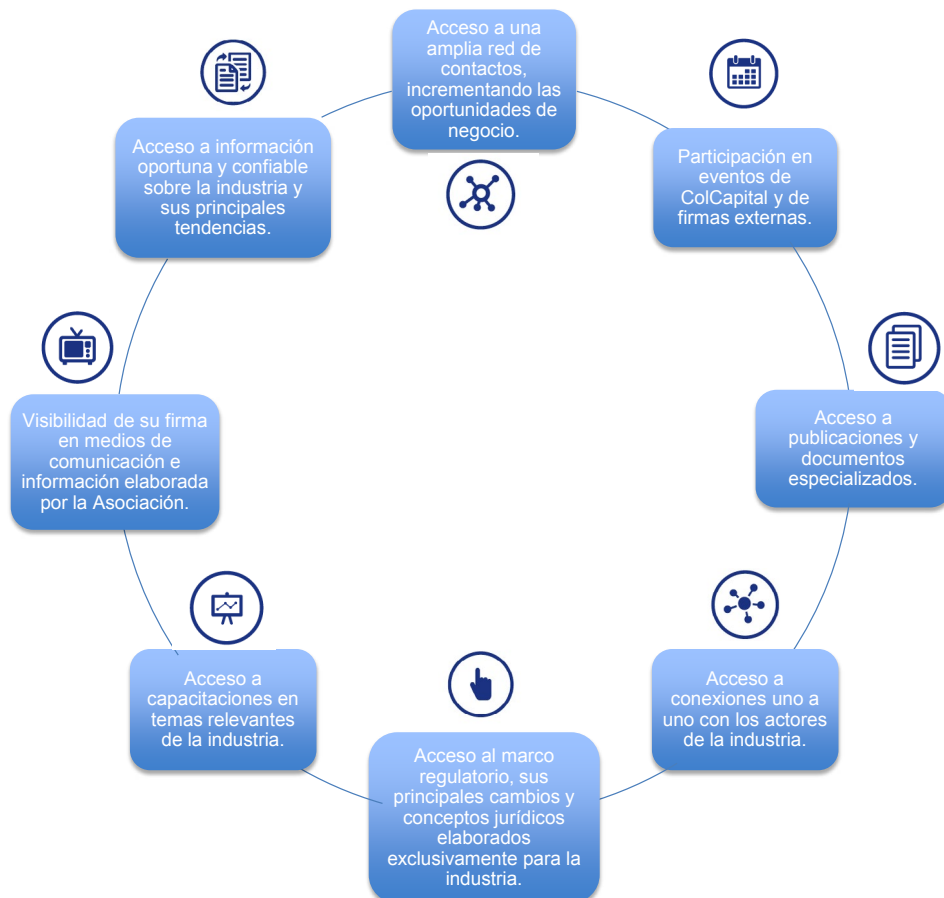 Acceso a una
amplia red de
contactos,
incrementando las
oportunidades de
negocio.
Participación en
eventos de
ColCapital y de
firmas externas.
Acceso a
publicaciones y
documentos
especializados.
Acceso a
conexiones uno a
uno con los actores
de la industria.
Acceso al marco
regulatorio, sus
principales cambios y
conceptos jurídicos
elaborados
exclusivamente para la
industria.
Acceso a
capacitaciones en
temas relevantes
de la industria.
Visibilidad de su firma
en medios de
comunicación e
información elaborada
por la Asociación.
Acceso a información
oportuna y confiable
sobre la industria y
sus principales
tendencias.